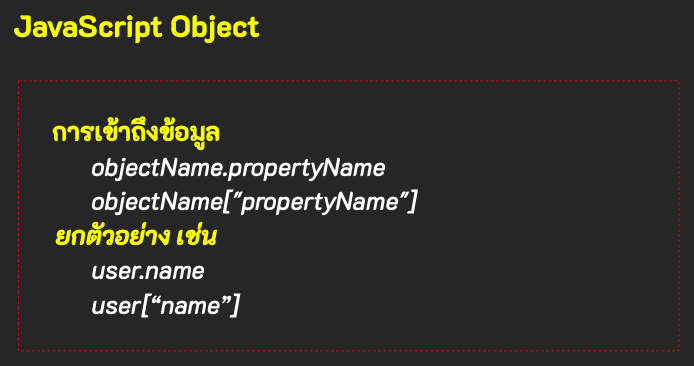 JavaScript Object
การเข้าถึงข้อมูล
objectName.propertyName
objectName["propertyName"]
ยกตัวอย่าง เช่น
user.name
user[“name”]